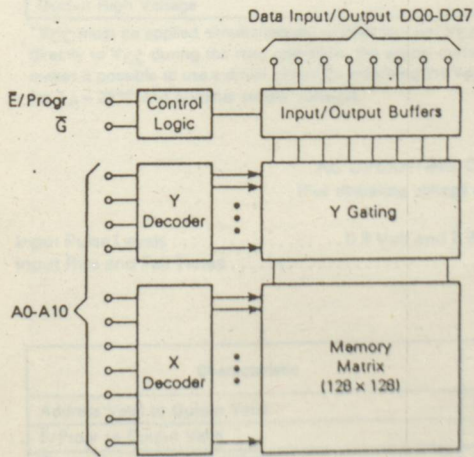 Data Input/Output DQ0-DQ7
E̅/Progr
G̅
Control
Logic
Input/Output Buffers
Y
Decoder
Y Gating
A0-A10
X
Decoder
Memory
Matrix
(128 × 128)